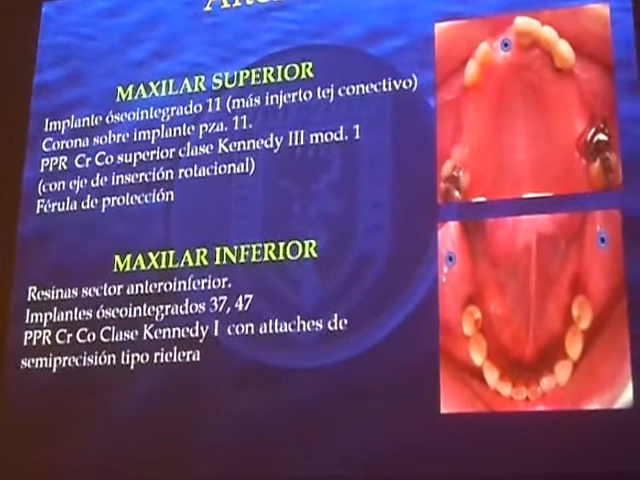 MAXILAR SUPERIOR
Implante óseointegrado 11 (más injerto tej conectivo)
Corona sobre implante pza. 11.
PPR Cr Co superior clase Kennedy III mod. 1
(con eje de inserción rotacional)
Férula de protección
MAXILAR INFERIOR
Resinas sector anteroinferior.
Implantes óseointegrados 37, 47
PPR Cr Co Clase Kennedy I con attaches de
semiprecisión tipo rielera